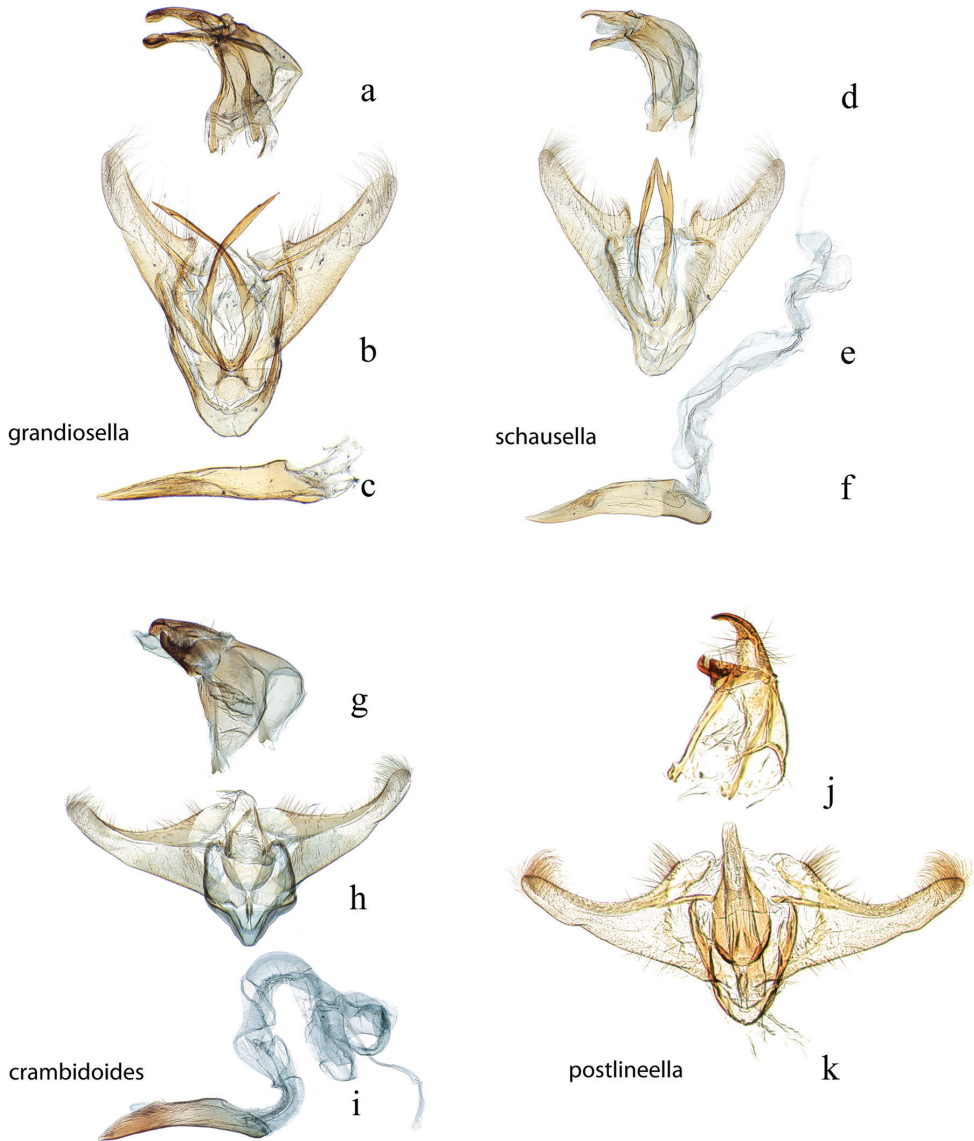 a
d
b
e
grandiosella
schausella
c
f
g
j
h
k
crambidoides
postlineella
i